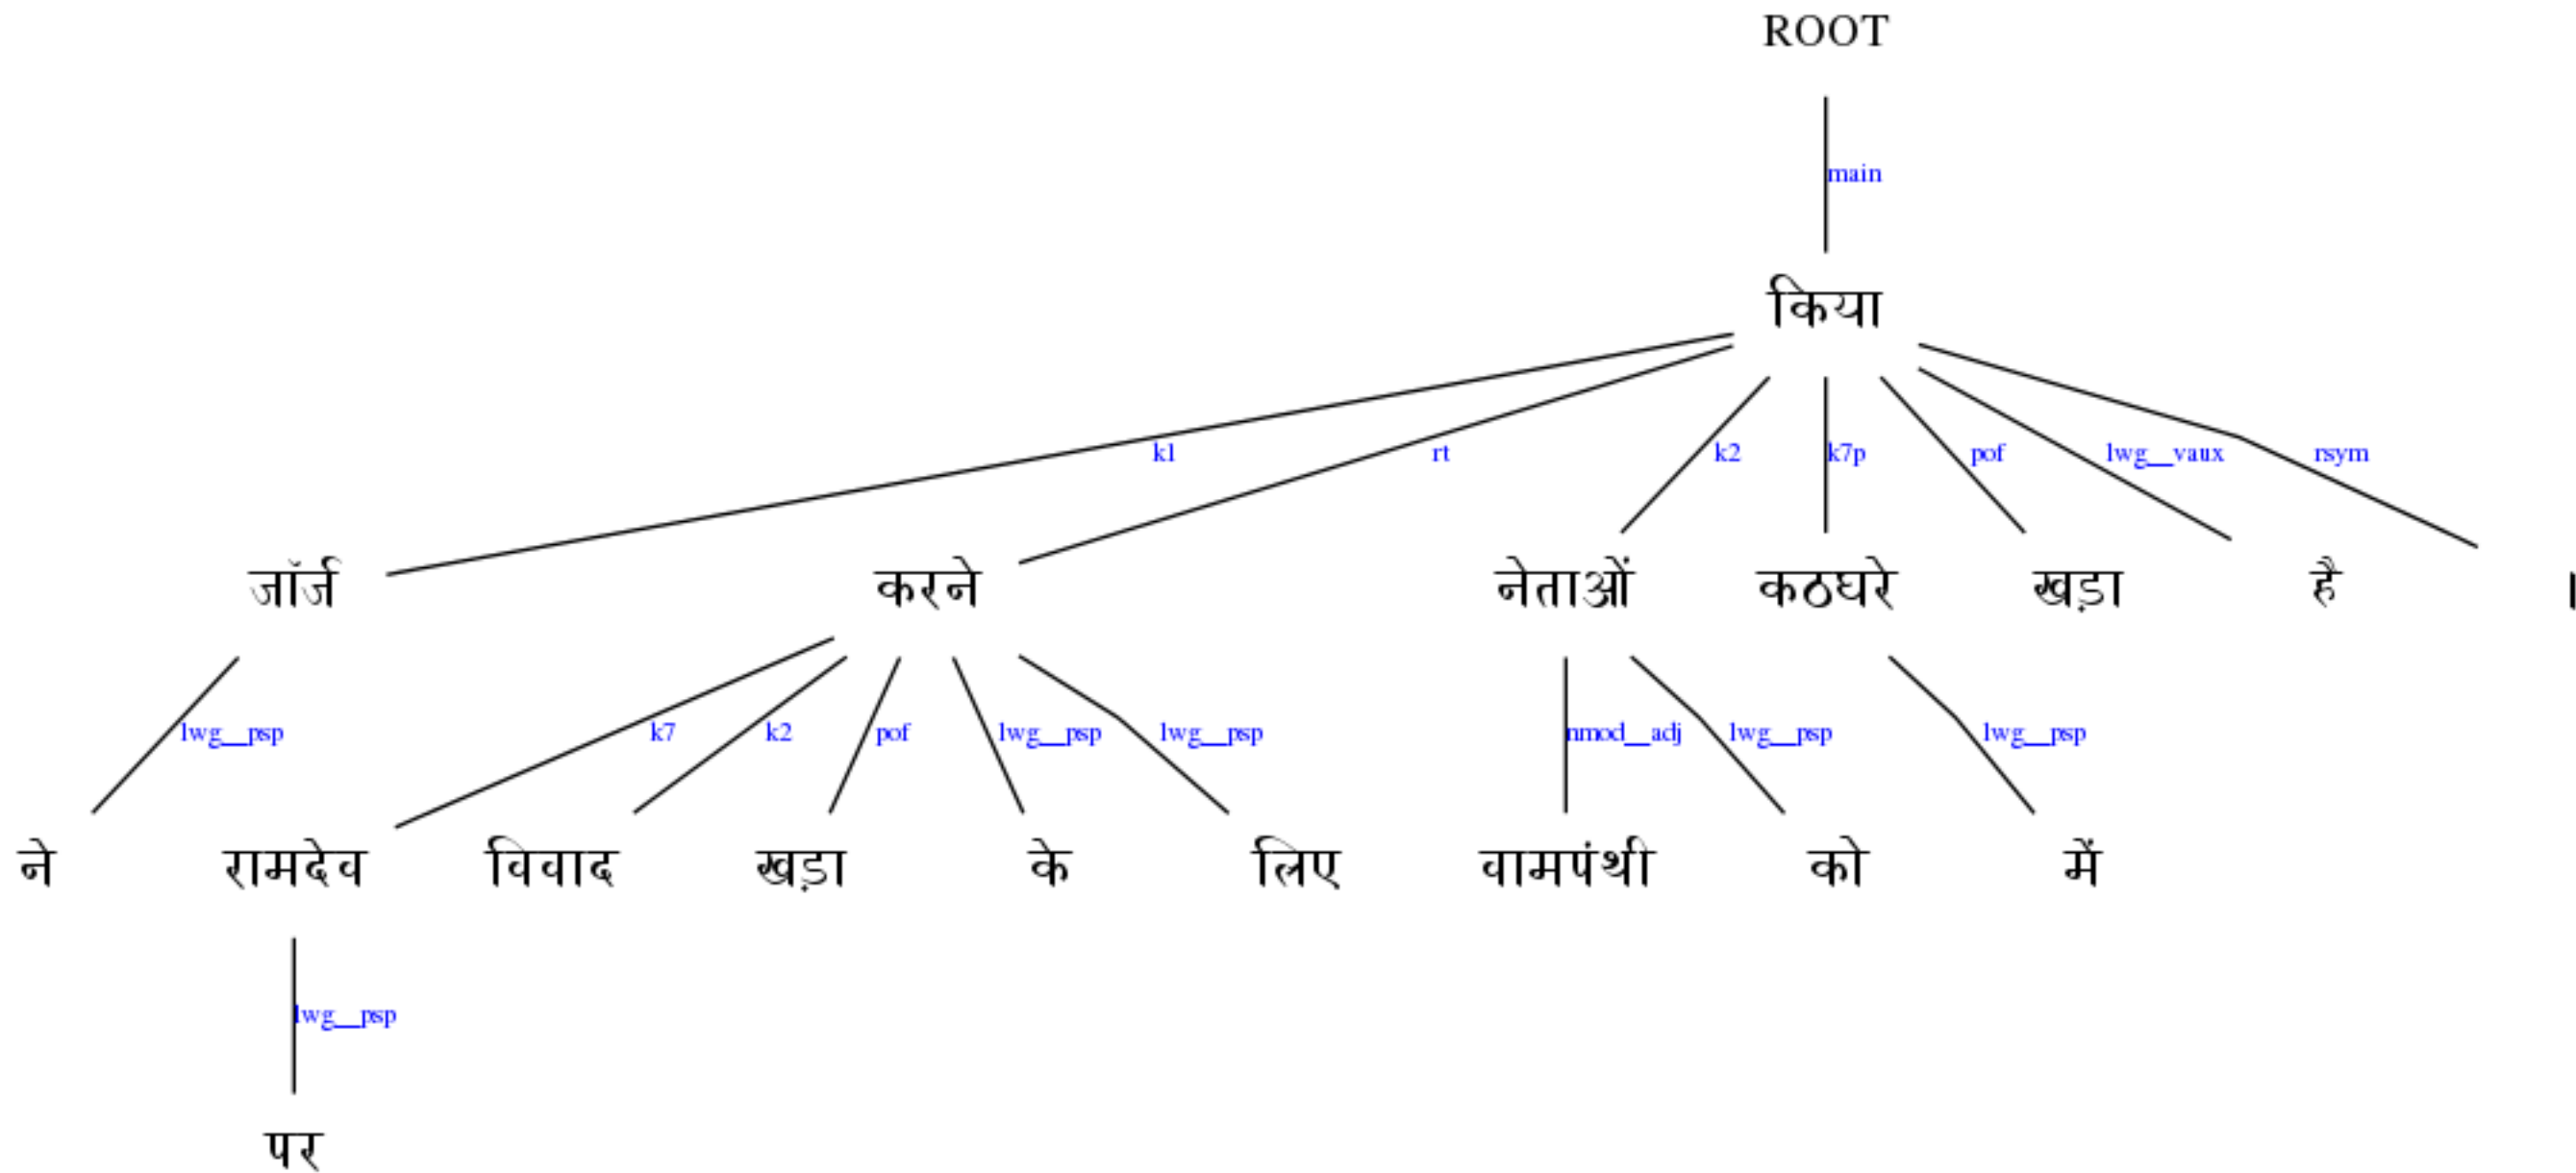 ROOT
main
किया
k1 rt k2 k7p pof lwg__vaux rsym
जॉर्ज करने नेताओं कठघरे खड़ा है ।
lwg__psp k7 k2 pof lwg__psp lwg__psp nmod__adj lwg__psp lwg__psp
ने रामदेव विवाद खड़ा के लिए वामपंथी को में
lwg__psp
पर